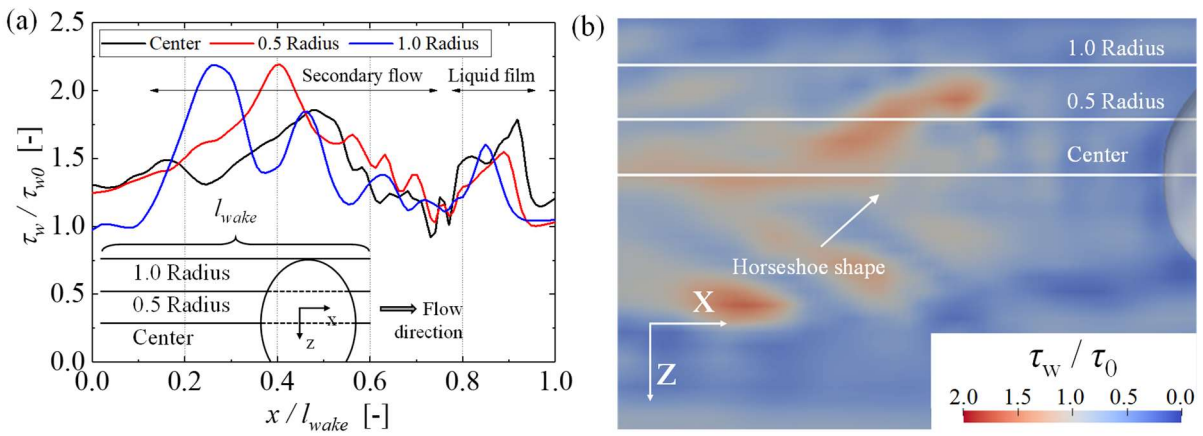 (a)
Center 0.5 Radius 1.0 Radius
Secondary flow Liquid film
2.5
2.0
1.5
1.0
0.5
0.0
τw / τw0 [-]
lwake
1.0 Radius
0.5 Radius
Center
x
z
Flow
direction
0.0 0.2 0.4 0.6 0.8 1.0
x / lwake [-]
(b)
1.0 Radius
0.5 Radius
Center
Horseshoe shape
X
Z
τw / τ0
2.0 1.5 1.0 0.5 0.0